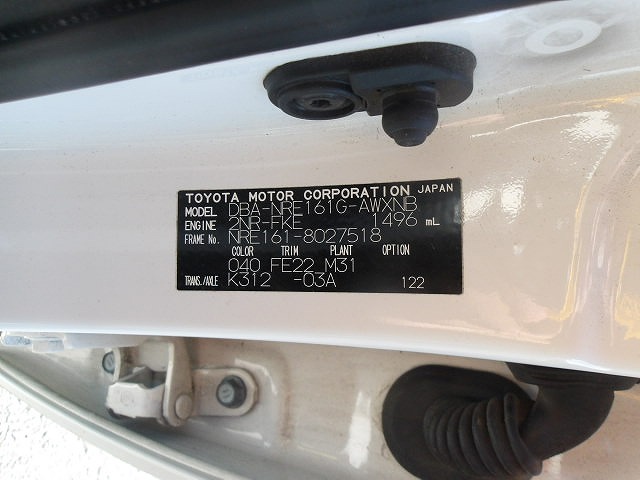 TOYOTA MOTOR CORPORATION JAPAN
MODEL DBA-NRE161G-AWXNB
ENGINE 2NR-FKE 1496 mL
FRAME No. NRE161-8027518
COLOR TRIM PLANT OPTION
040 FE22 M31
TRANS./AXLE K312 -03A 122